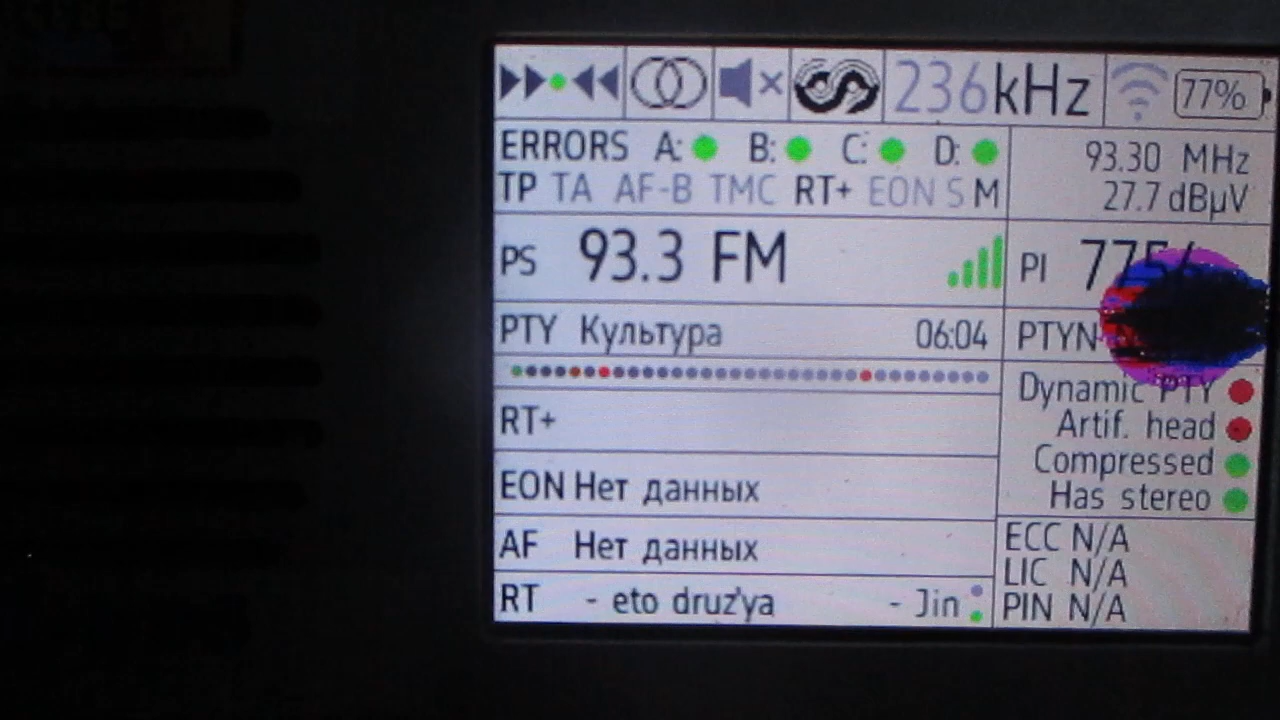 236kHz 77%
ERRORS A: B: C: D:
TP TA AF-B TMC RT+ EON S M
93.30 MHz
27.7 dBµV
PS 93.3 FM
PI
PTY Культура 06:04
PTYN
RT+
EON Нет данных
AF Нет данных
RT - eto druz'ya - Jin
Dynamic PTY
Artif. head
Compressed
Has stereo
ECC N/A
LIC N/A
PIN N/A